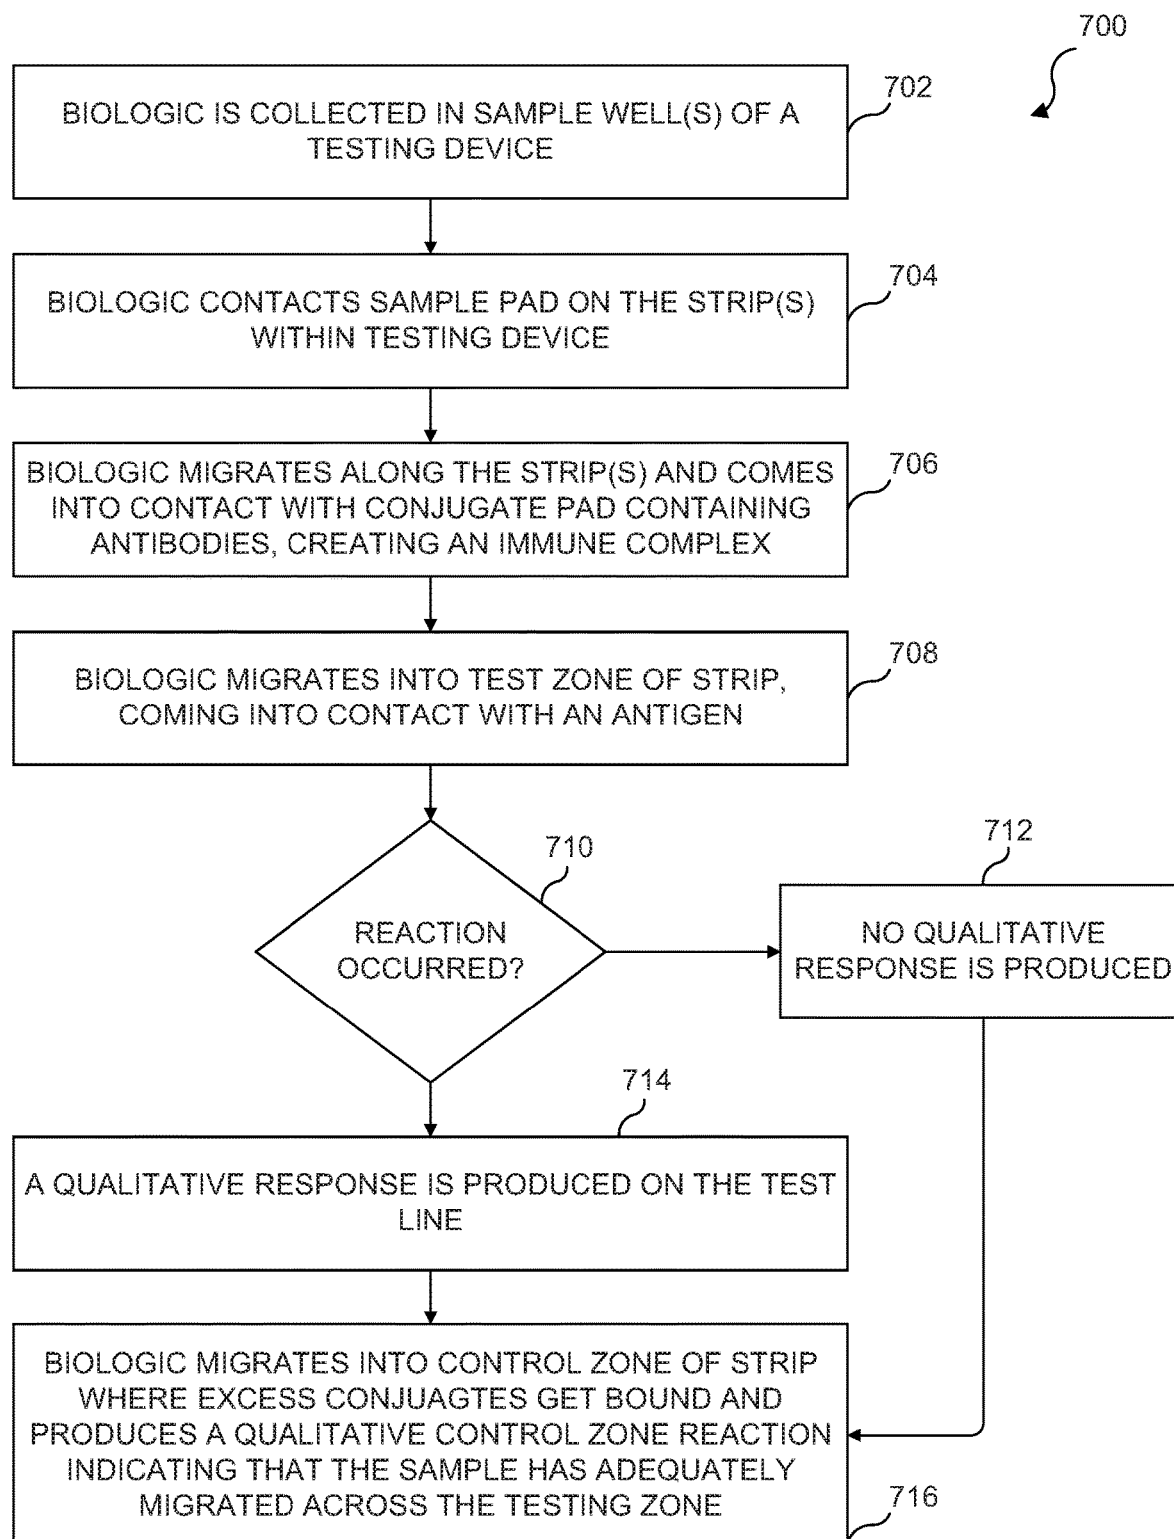 700
BIOLOGIC IS COLLECTED IN SAMPLE WELL(S) OF A
TESTING DEVICE
702
BIOLOGIC CONTACTS SAMPLE PAD ON THE STRIP(S)
WITHIN TESTING DEVICE
704
BIOLOGIC MIGRATES ALONG THE STRIP(S) AND COMES
INTO CONTACT WITH CONJUGATE PAD CONTAINING
ANTIBODIES, CREATING AN IMMUNE COMPLEX
706
BIOLOGIC MIGRATES INTO TEST ZONE OF STRIP,
COMING INTO CONTACT WITH AN ANTIGEN
708
REACTION
OCCURRED?
710
712
NO QUALITATIVE
RESPONSE IS PRODUCED
714
A QUALITATIVE RESPONSE IS PRODUCED ON THE TEST
LINE
BIOLOGIC MIGRATES INTO CONTROL ZONE OF STRIP
WHERE EXCESS CONJUAGTES GET BOUND AND
PRODUCES A QUALITATIVE CONTROL ZONE REACTION
INDICATING THAT THE SAMPLE HAS ADEQUATELY
MIGRATED ACROSS THE TESTING ZONE
716